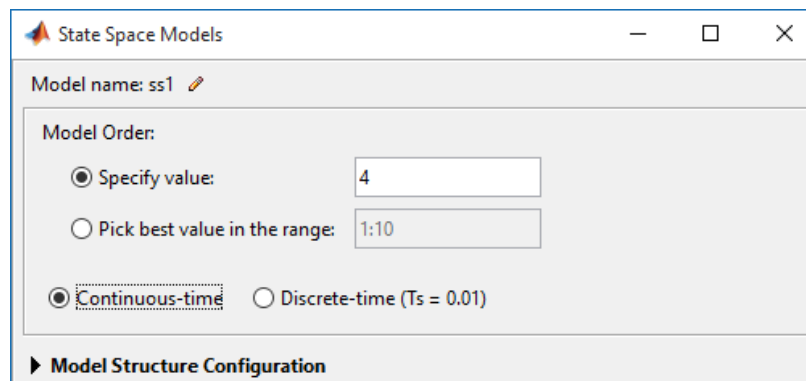 State Space Models
Model name: ss1
Model Order:
Specify value: 4
Pick best value in the range: 1:10
Continuous-time Discrete-time (Ts = 0.01)
Model Structure Configuration